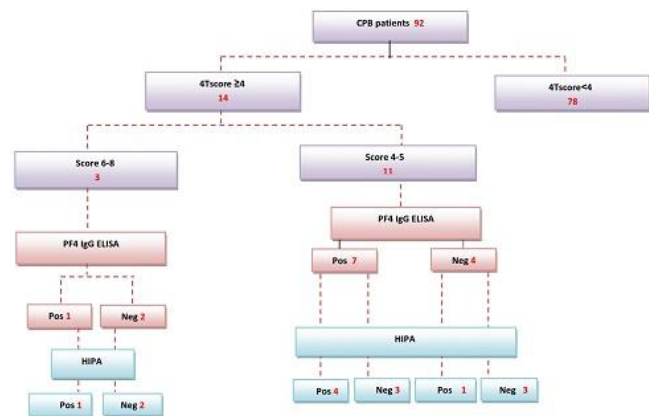 CPB patients 92
4Tscore ≥4
14
4Tscore<4
78
Score 6-8
3
Score 4-5
11
PF4 IgG ELISA
PF4 IgG ELISA
Pos 7
Neg 4
Pos 1
Neg 2
HIPA
HIPA
Pos 1
Neg 2
Pos 4
Neg 3
Pos 1
Neg 3